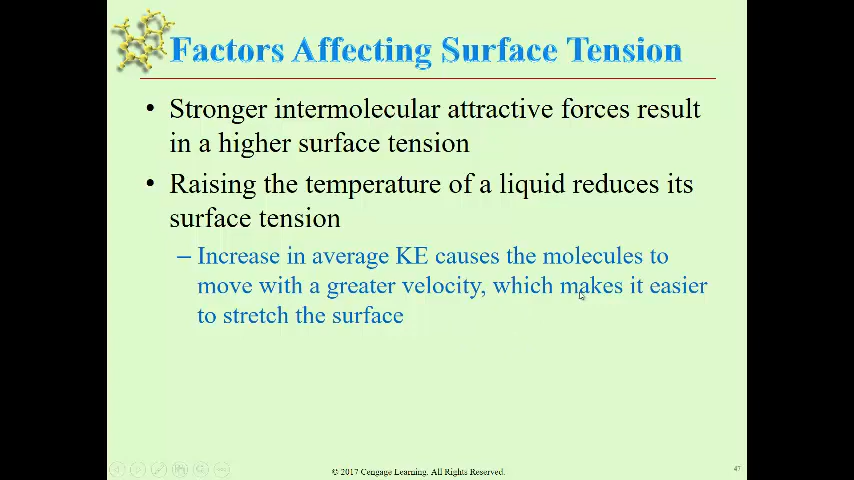 Factors Affecting Surface Tension
• Stronger intermolecular attractive forces result
in a higher surface tension
• Raising the temperature of a liquid reduces its
surface tension
– Increase in average KE causes the molecules to
move with a greater velocity, which makes it easier
to stretch the surface
© 2017 Cengage Learning. All Rights Reserved.